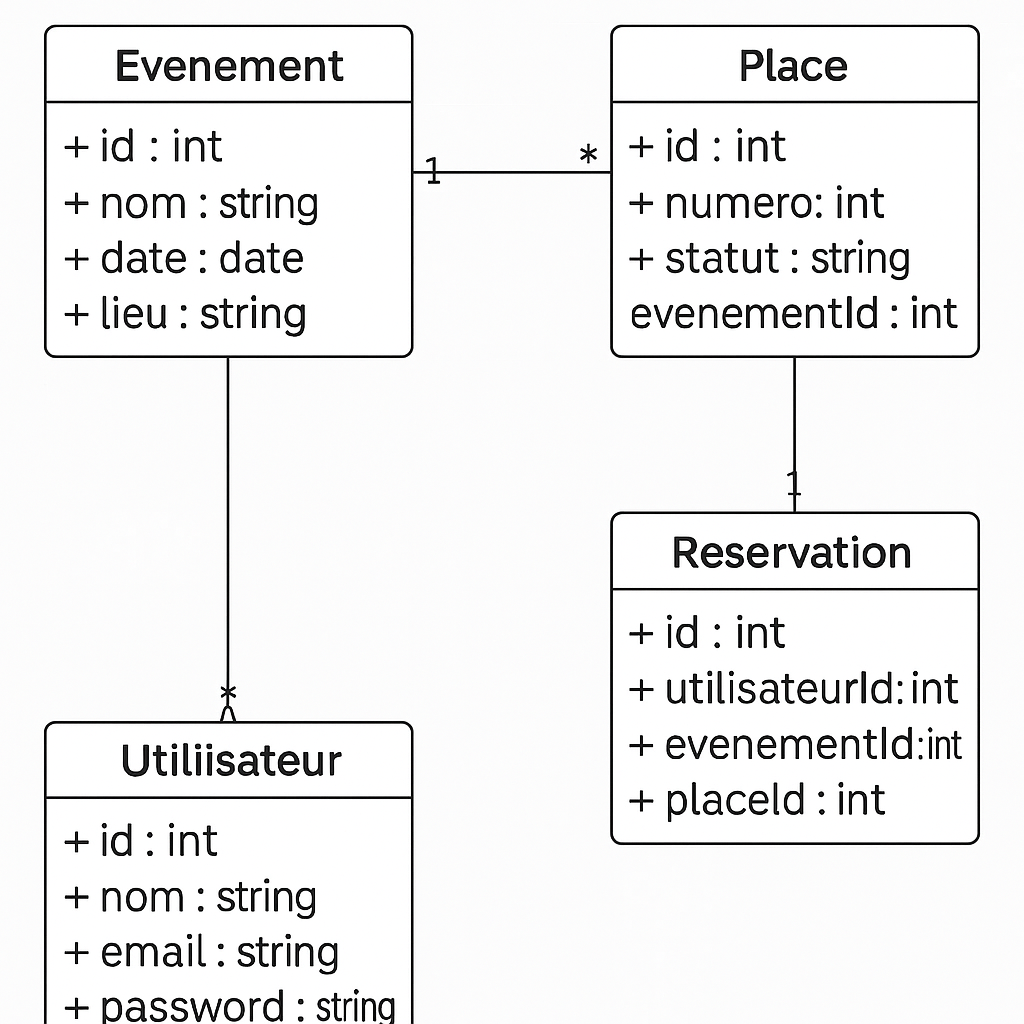 Evenement
+ id : int
+ nom : string
+ date : date
+ lieu : string
1
*
Place
+ id : int
+ numero: int
+ statut : string
evenementId : int
1
Reservation
+ id : int
+ utilisateurId: int
+ evenementId:int
+ placeId : int
*
Utiliisateur
+ id : int
+ nom : string
+ email : string
+ password : string